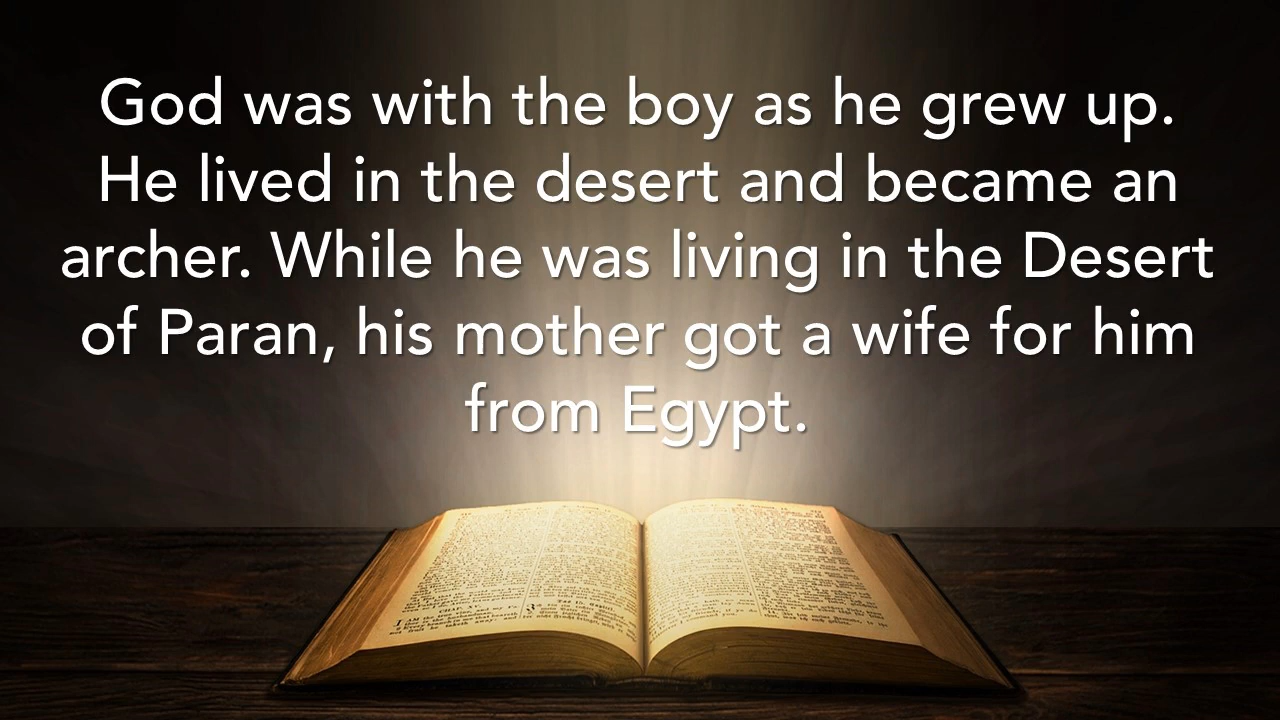 God was with the boy as he grew up.
He lived in the desert and became an
archer. While he was living in the Desert
of Paran, his mother got a wife for him
from Egypt.